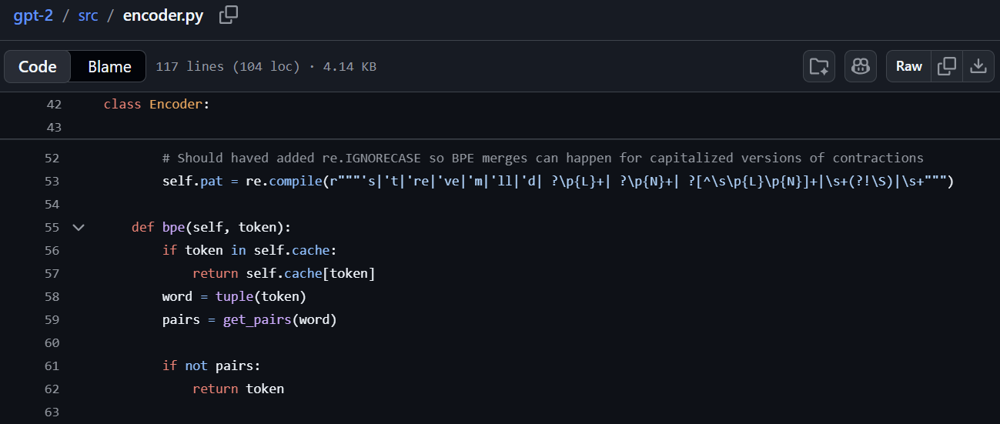 gpt-2 / src / encoder.py
Code Blame 117 lines (104 loc) · 4.14 KB Raw
42 class Encoder:
43
52 # Should haved added re.IGNORECASE so BPE merges can happen for capitalized versions of contractions
53 self.pat = re.compile(r"""'s|'t|'re|'ve|'m|'ll|'d| ?\p{L}+| ?\p{N}+| ?[^\s\p{L}\p{N}]+|\s+(?!\S)|\s+""")
54
55 def bpe(self, token):
56 if token in self.cache:
57 return self.cache[token]
58 word = tuple(token)
59 pairs = get_pairs(word)
60
61 if not pairs:
62 return token
63